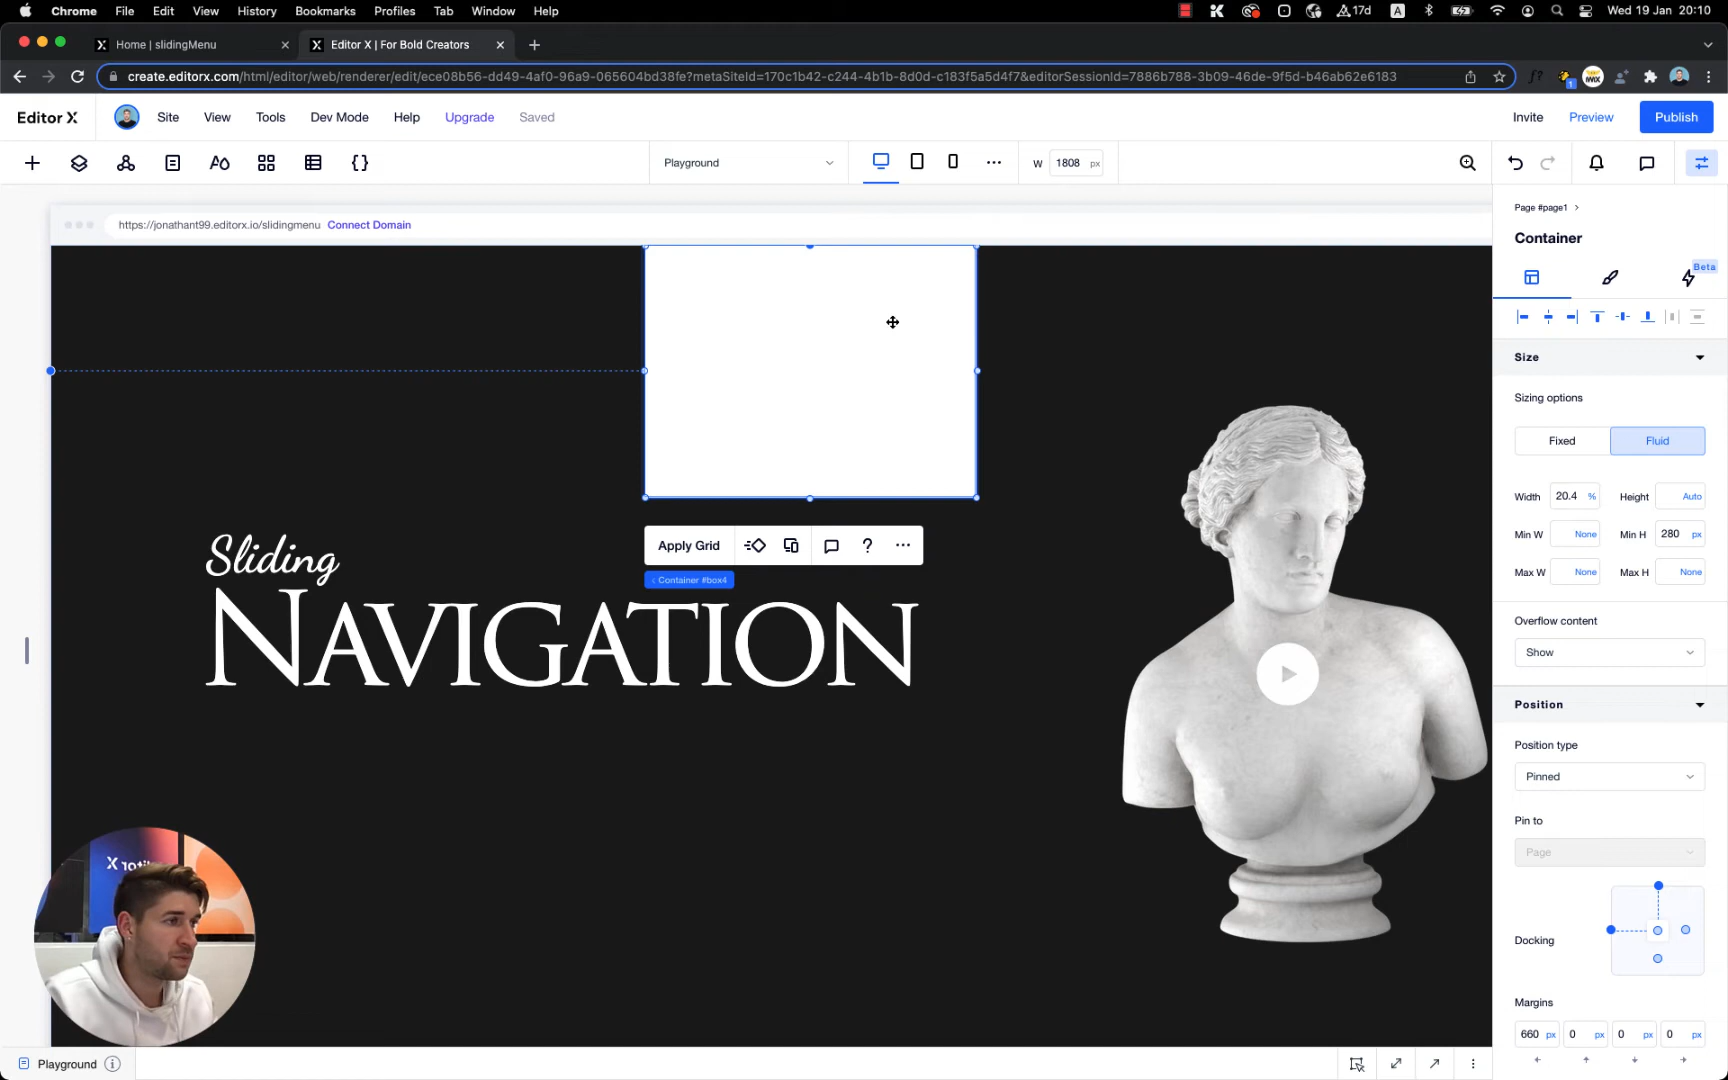 Chrome File Edit View History Bookmarks Profiles Tab Window Help 17d A Wed 19 Jan 20:10
Home | slidingMenu Editor X | For Bold Creators
create.editorx.com/html/editor/web/renderer/edit/ece08b56-dd49-4af0-96a9-065604bd38fe?metaSiteId=170c1b42-c244-4b1b-8d0d-c183f5a5d4f7&editorSessionId=7886b788-3b09-46de-9f5d-b46ab62e6183
Editor X Site View Tools Dev Mode Help Upgrade Saved Invite Preview Publish
Playground W 1808 px
https://jonathant99.editorx.io/slidingmenu Connect Domain
Page #page1 >
Container
Beta
Size
Sizing options
Fixed Fluid
Width 20.4 % Height Auto
Min W None Min H 280 px
Max W None Max H None
Overflow content
Show
Position
Position type
Pinned
Pin to
Page
Docking
Margins
660 px 0 px 0 px 0 px
Apply Grid ?
‹ Container #box4
Sliding
NAVIGATION
Playground